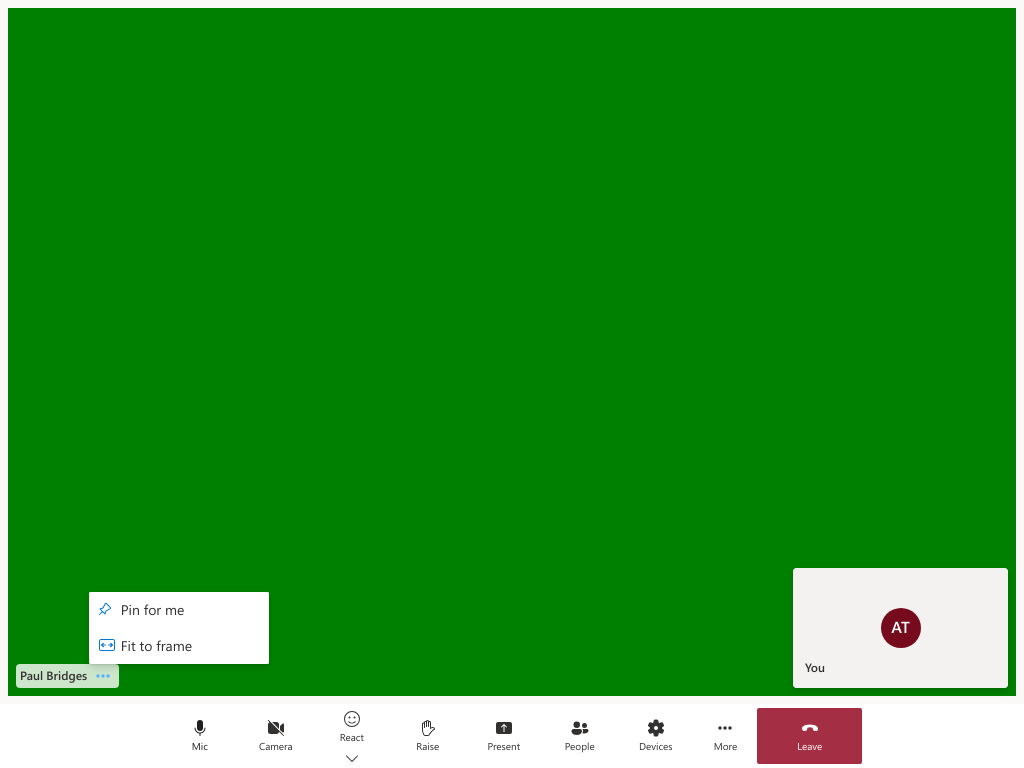 Pin for me
Fit to frame
Paul Bridges
AT
You
Mic
Camera
React
Raise
Present
People
Devices
More
Leave